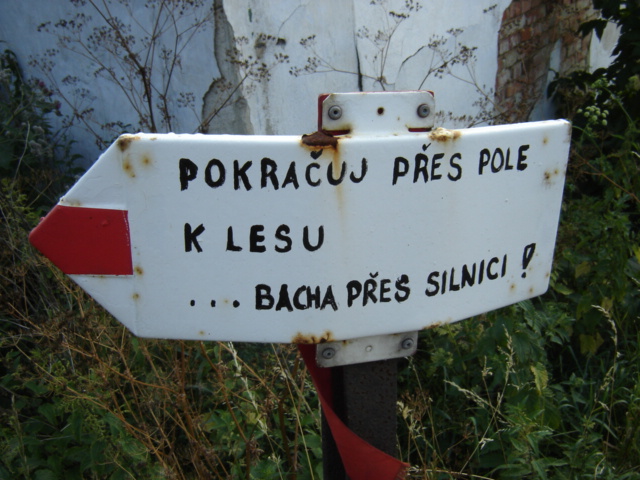 POKRAČUJ PŘES POLE
K LESU
... BACHA PŘES SILNICI !